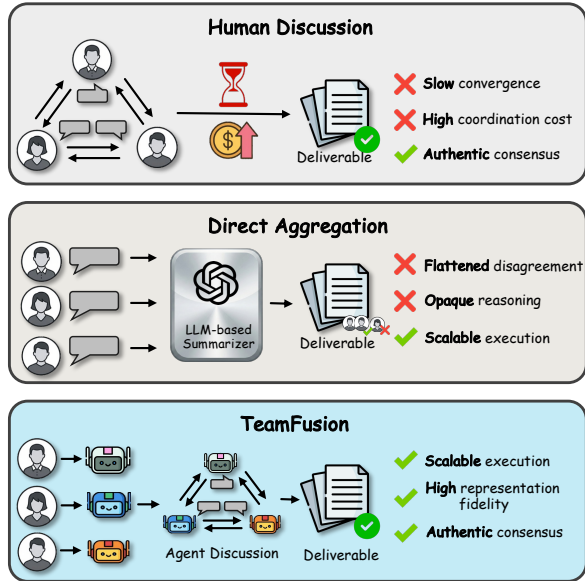 Human Discussion
$
Deliverable
Slow convergence
High coordination cost
Authentic consensus
Direct Aggregation
LLM-based
Summarizer
Deliverable
Flattened disagreement
Opaque reasoning
Scalable execution
TeamFusion
Agent Discussion
Deliverable
Scalable execution
High representation
fidelity
Authentic consensus